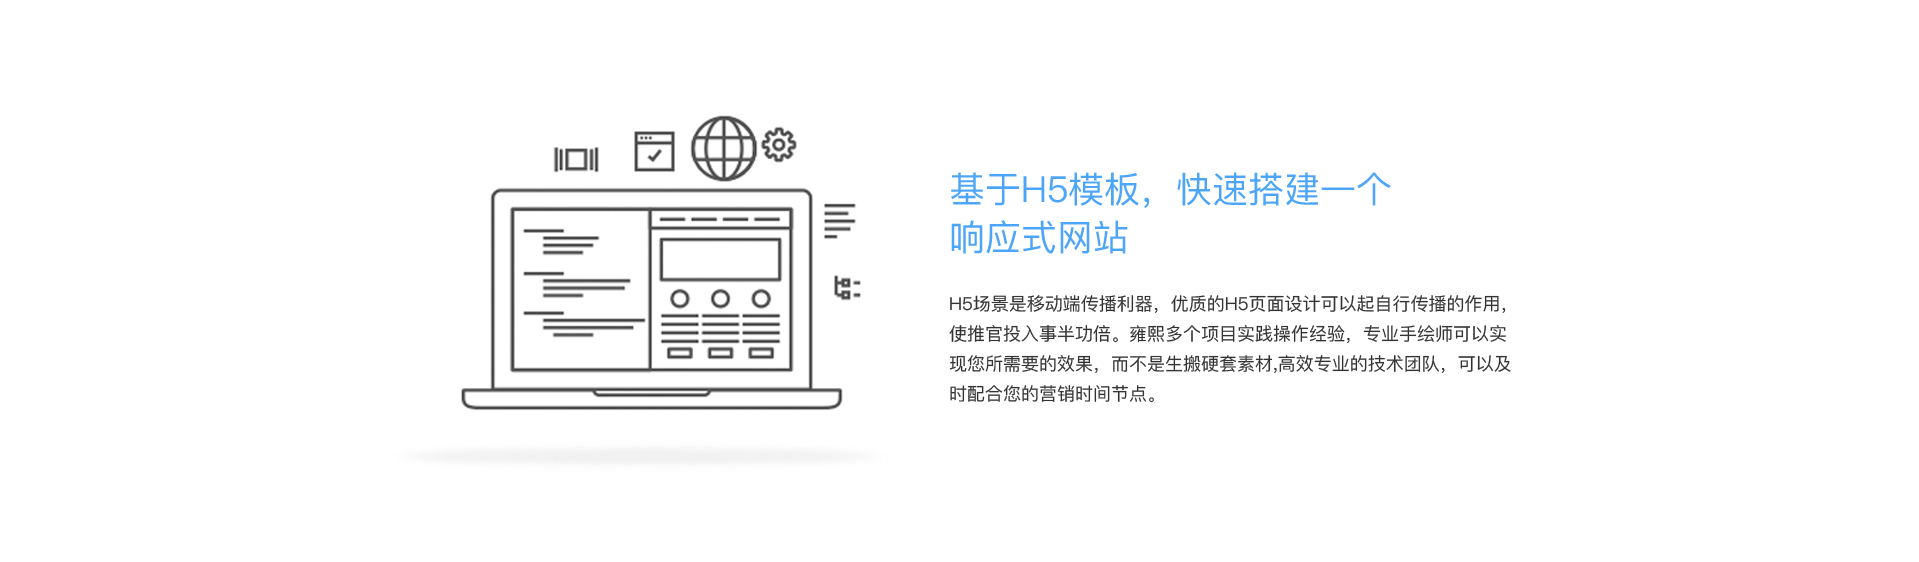 基于H5模板，快速搭建一个
响应式网站
H5场景是移动端传播利器，优质的H5页面设计可以起自行传播的作用，
使推官投入事半功倍。雍熙多个项目实践操作经验，专业手绘师可以实
现您所需要的效果，而不是生搬硬套素材,高效专业的技术团队，可以及
时配合您的营销时间节点。